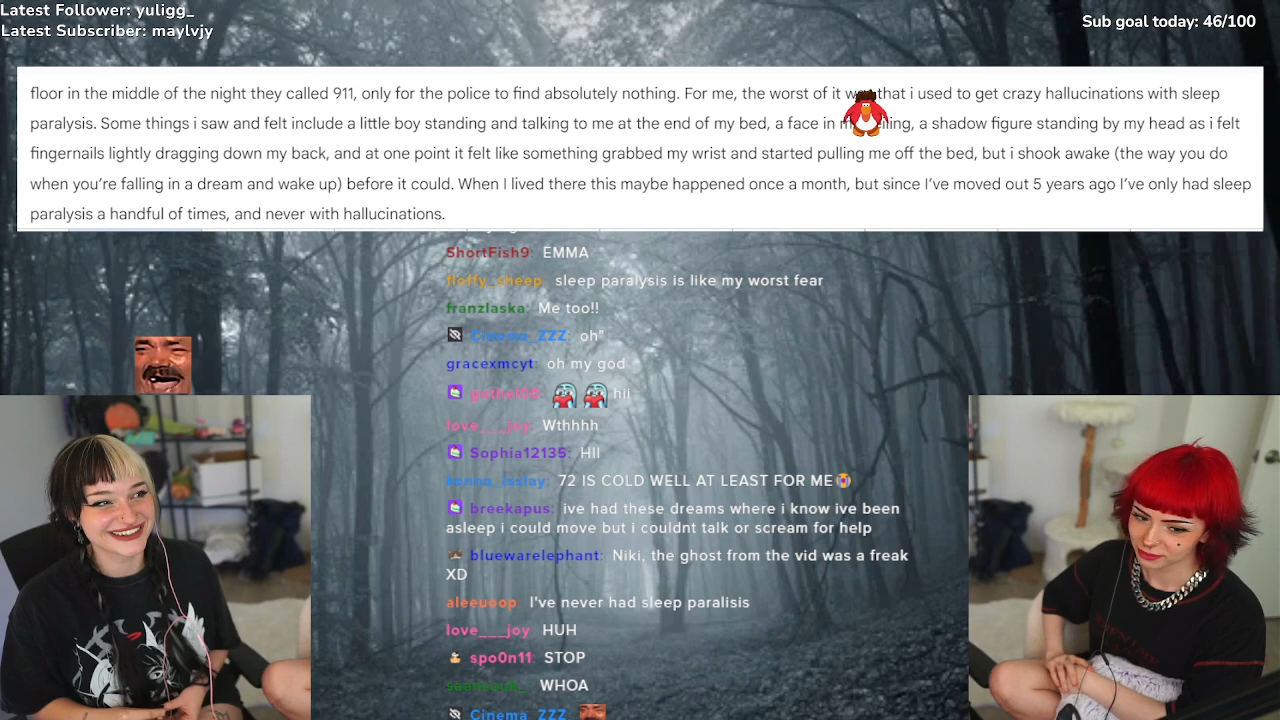 Latest Follower: yuligg_
Latest Subscriber: maylvjy
Sub goal today: 46/100
floor in the middle of the night they called 911, only for the police to find absolutely nothing. For me, the worst of it that i used to get crazy hallucinations with sleep
paralysis. Some things i saw and felt include a little boy standing and talking to me at the end of my bed, a face in a shadow figure standing by my head as i felt
fingernails lightly dragging down my back, and at one point it felt like something grabbed my wrist and started pulling me off the bed, but i shook awake (the way you do
when you're falling in a dream and wake up) before it could. When I lived there this maybe happened once a month, but since I've moved out 5 years ago I've only had sleep
paralysis a handful of times, and never with hallucinations.
ShortFish9: EMMA
floffy_sheep: sleep paralysis is like my worst fear
franzlaska: Me too!!
Cinema_ZZZ: oh"
gracexmcyt: oh my god
hii
love___joy: Wthhhh
Sophia12135: HII
72 IS COLD WELL AT LEAST FOR ME
breekapus: ive had these dreams where i know ive been
asleep i could move but i couldnt talk or scream for help
bluewarelephant: Niki, the ghost from the vid was a freak
XD
aleeuoop: I've never had sleep paralisis
love___joy: HUH
spo0n11: STOP
WHOA
Cinema_ZZZ: